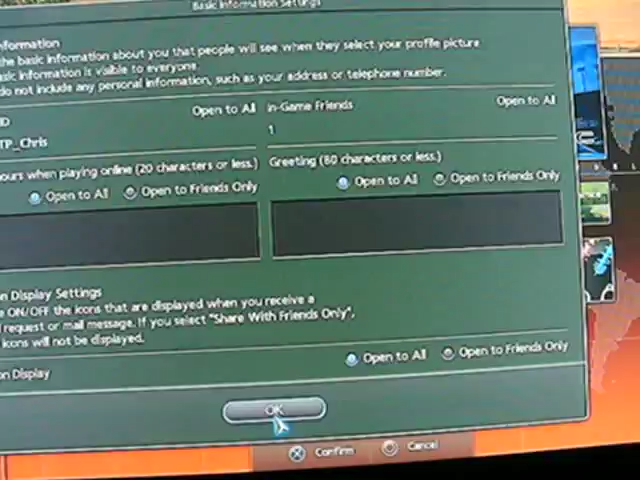 Basic Information Settings
nformation
the basic information about you that people will see when they select your profile picture
asic information is visible to everyone.
do not include any personal information, such as your address or telephone number.
ID Open to All In-Game Friends Open to All
TP_Chris 1
ours when playing online (20 characters or less.) Greeting (60 characters or less.)
Open to All Open to Friends Only Open to All Open to Friends Only
on Display Settings
e ON/OFF the icons that are displayed when you receive a
request or mail message. If you select "Share With Friends Only",
icons will not be displayed.
on Display Open to All Open to Friends Only
OK
Confirm Cancel